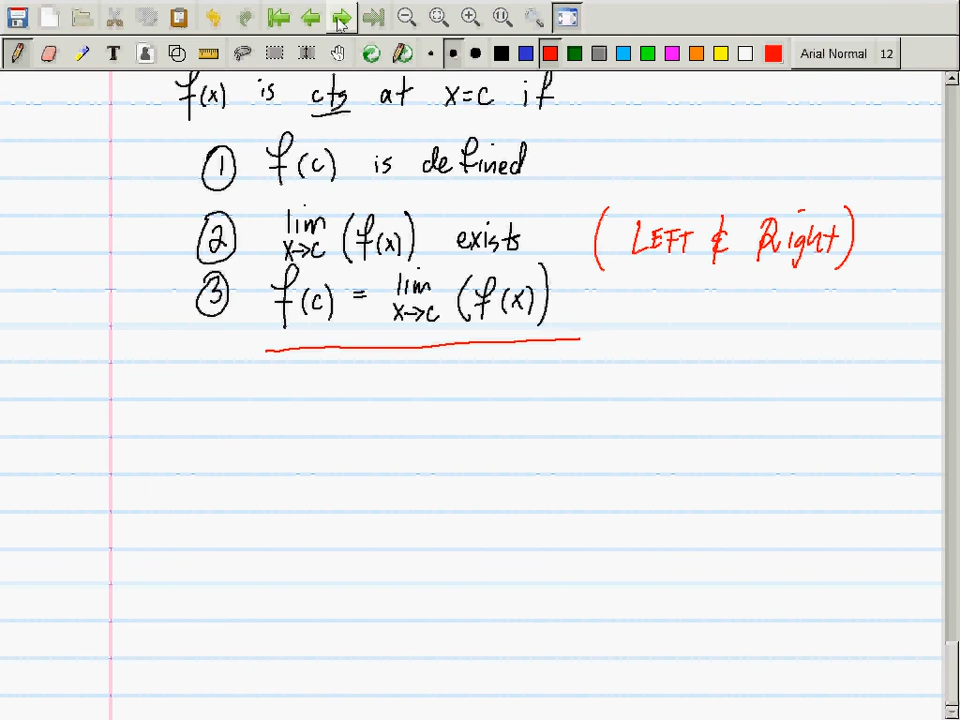 Arial Normal 12
f(x) is cts at x=c if
① f(c) is defined
② lim x→c (f(x)) exists (LEFT & Right)
③ f(c) = lim x→c (f(x))